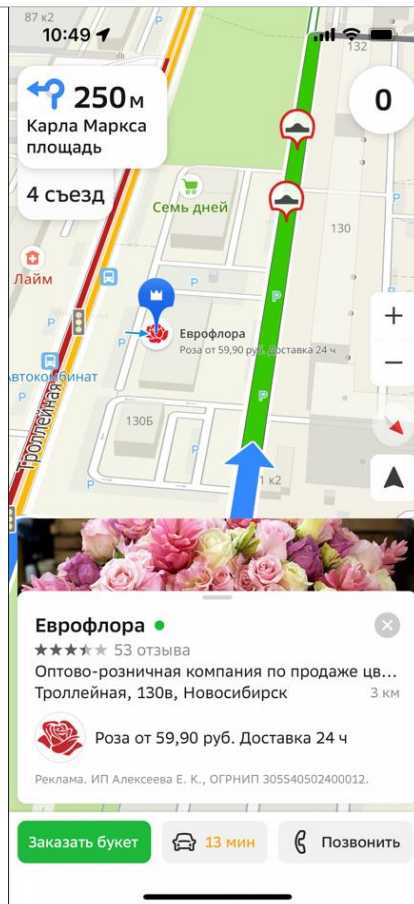 87 к2
10:49
132
250 м
Карла Маркса
площадь
0
4 съезд
Семь дней
130
Лайм
Еврофлора
Роза от 59,90 руб. Доставка 24 ч
Автокомбинат
Троллейная
130Б
1 к2
Еврофлора
53 отзыва
Оптово-розничная компания по продаже цв...
Троллейная, 130в, Новосибирск
3 км
Роза от 59,90 руб. Доставка 24 ч
Реклама. ИП Алексеева Е. К., ОГРНИП 305540502400012.
Заказать букет
13 мин
Позвонить